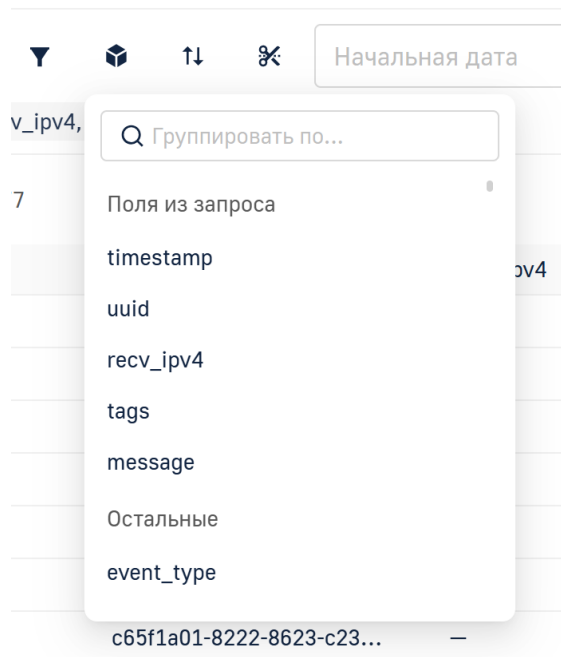 Начальная дата
v_ipv4,
Группировать по...
7
Поля из запроса
timestamp
pv4
uuid
recv_ipv4
tags
message
Остальные
event_type
c65f1a01-8222-8623-c23... —